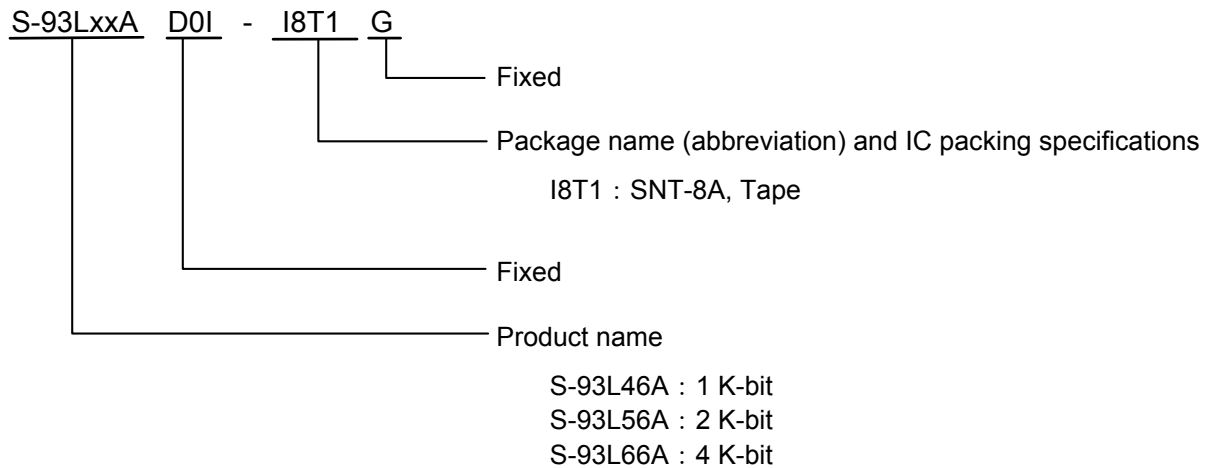 S-93LxxA D0I - I8T1 G
Fixed
Package name (abbreviation) and IC packing specifications
I8T1 : SNT-8A, Tape
Fixed
Product name
S-93L46A : 1 K-bit
S-93L56A : 2 K-bit
S-93L66A : 4 K-bit